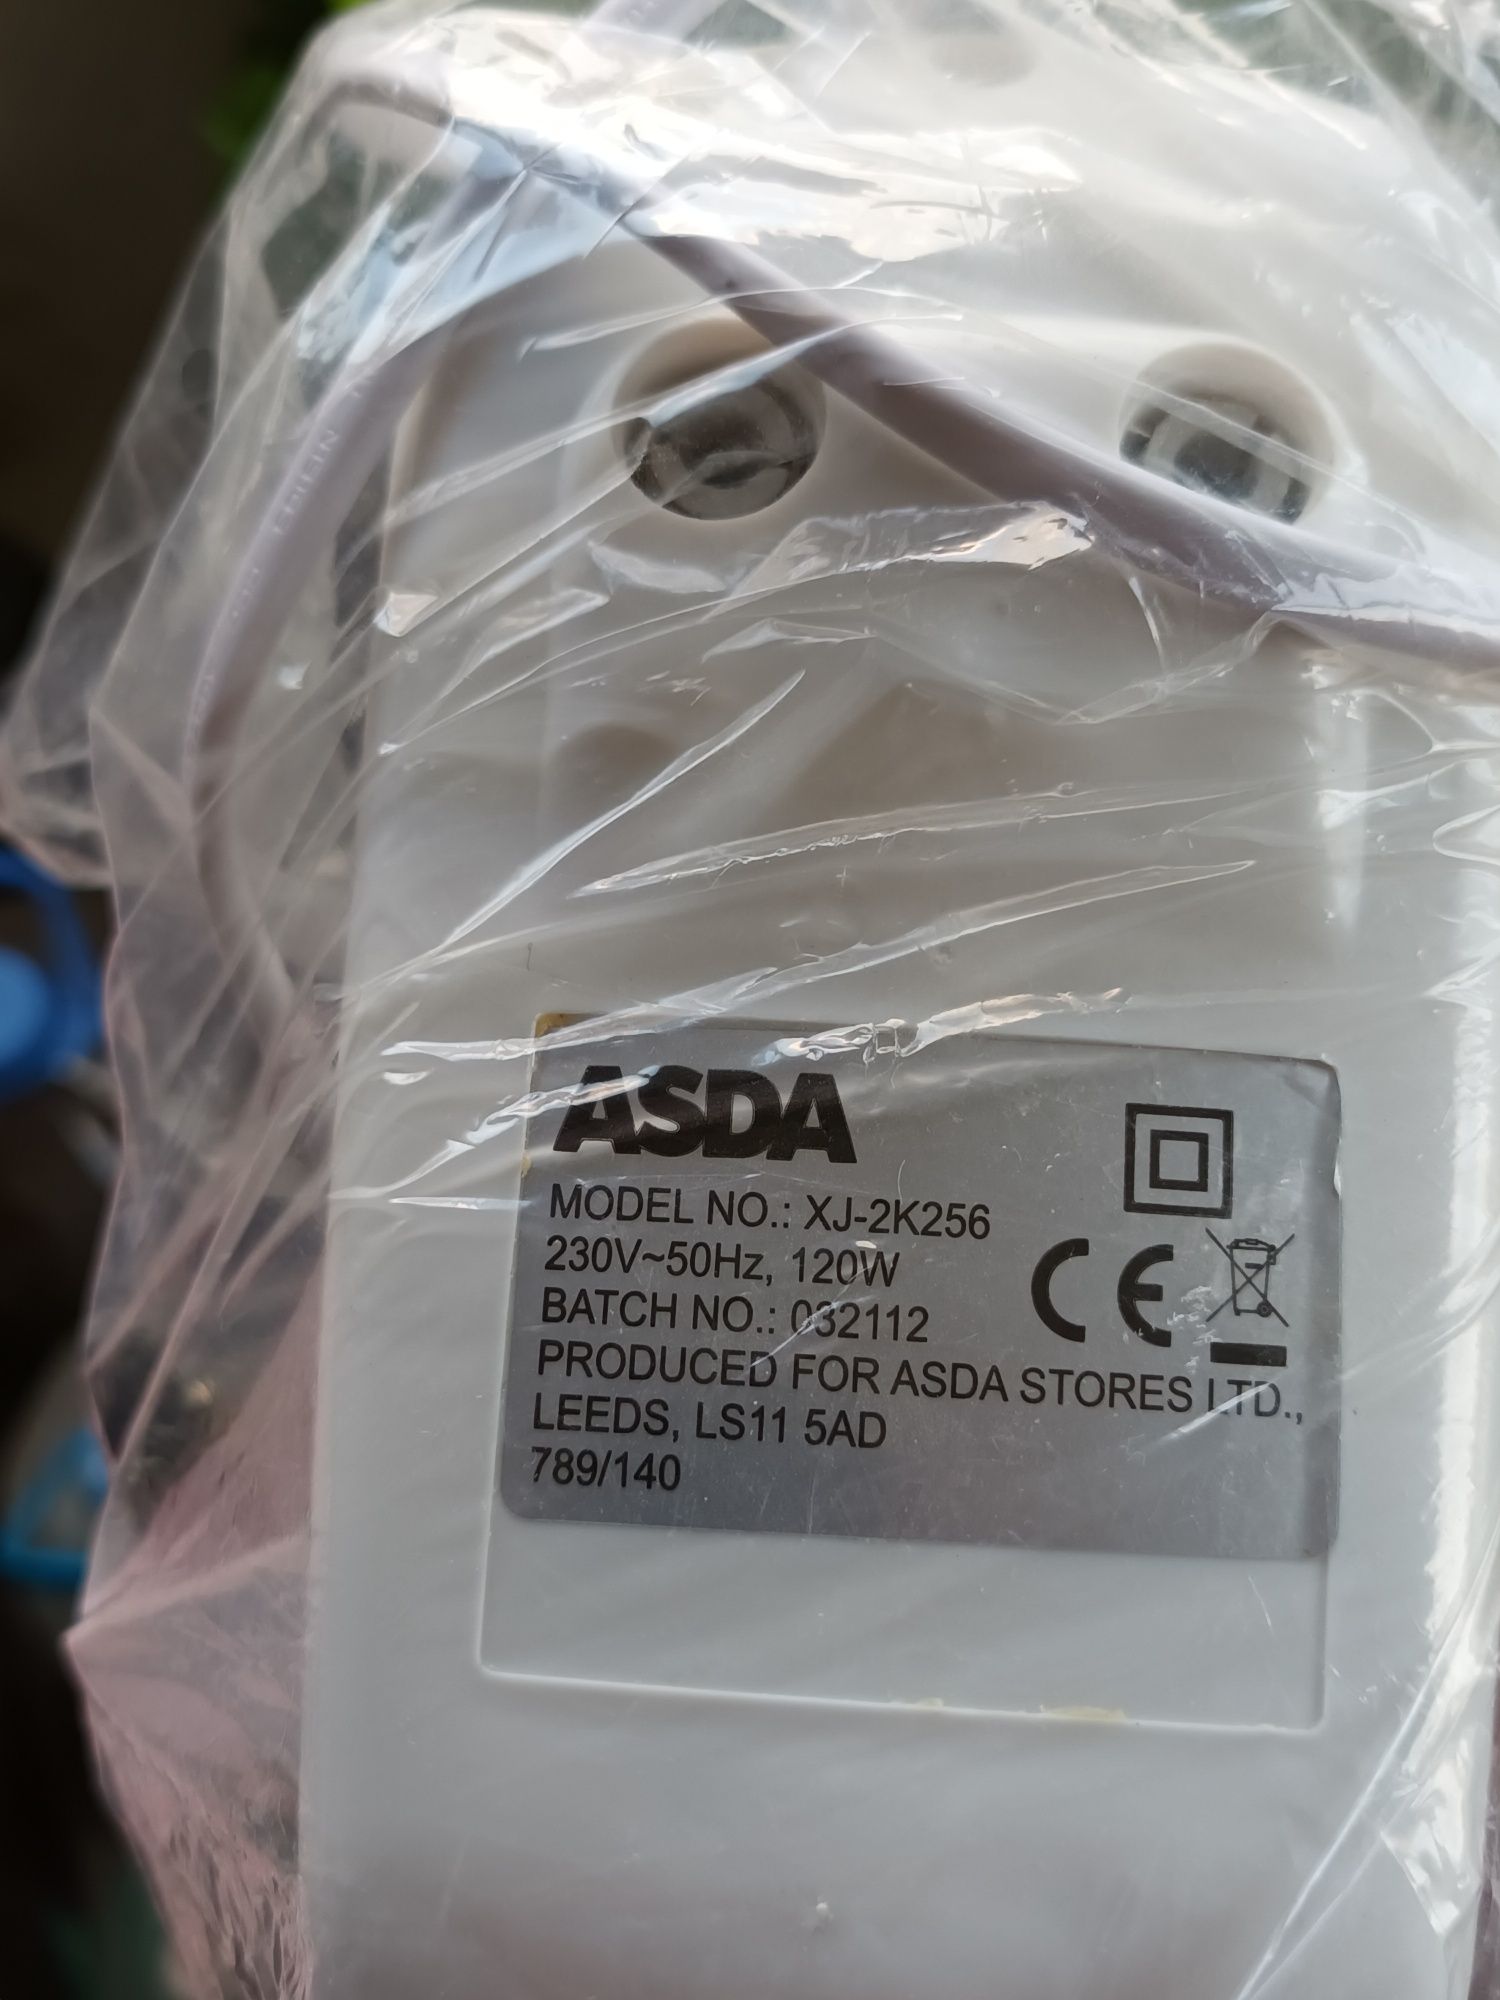 ASDA
MODEL NO.: XJ-2K256
230V~50Hz, 120W
BATCH NO.: 032112
CE
PRODUCED FOR ASDA STORES LTD.,
LEEDS, LS11 5AD
789/140